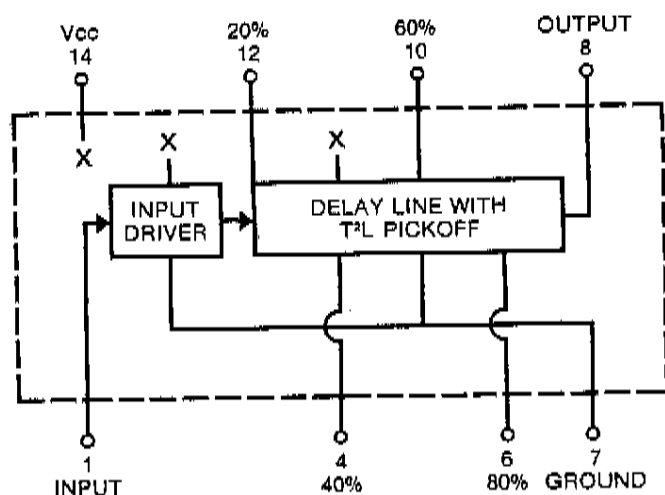 Vcc
14
20%
12
60%
10
OUTPUT
8
X
X
X
INPUT
DRIVER
DELAY LINE WITH
T²L PICKOFF
1
INPUT
4
40%
6
80%
7
GROUND